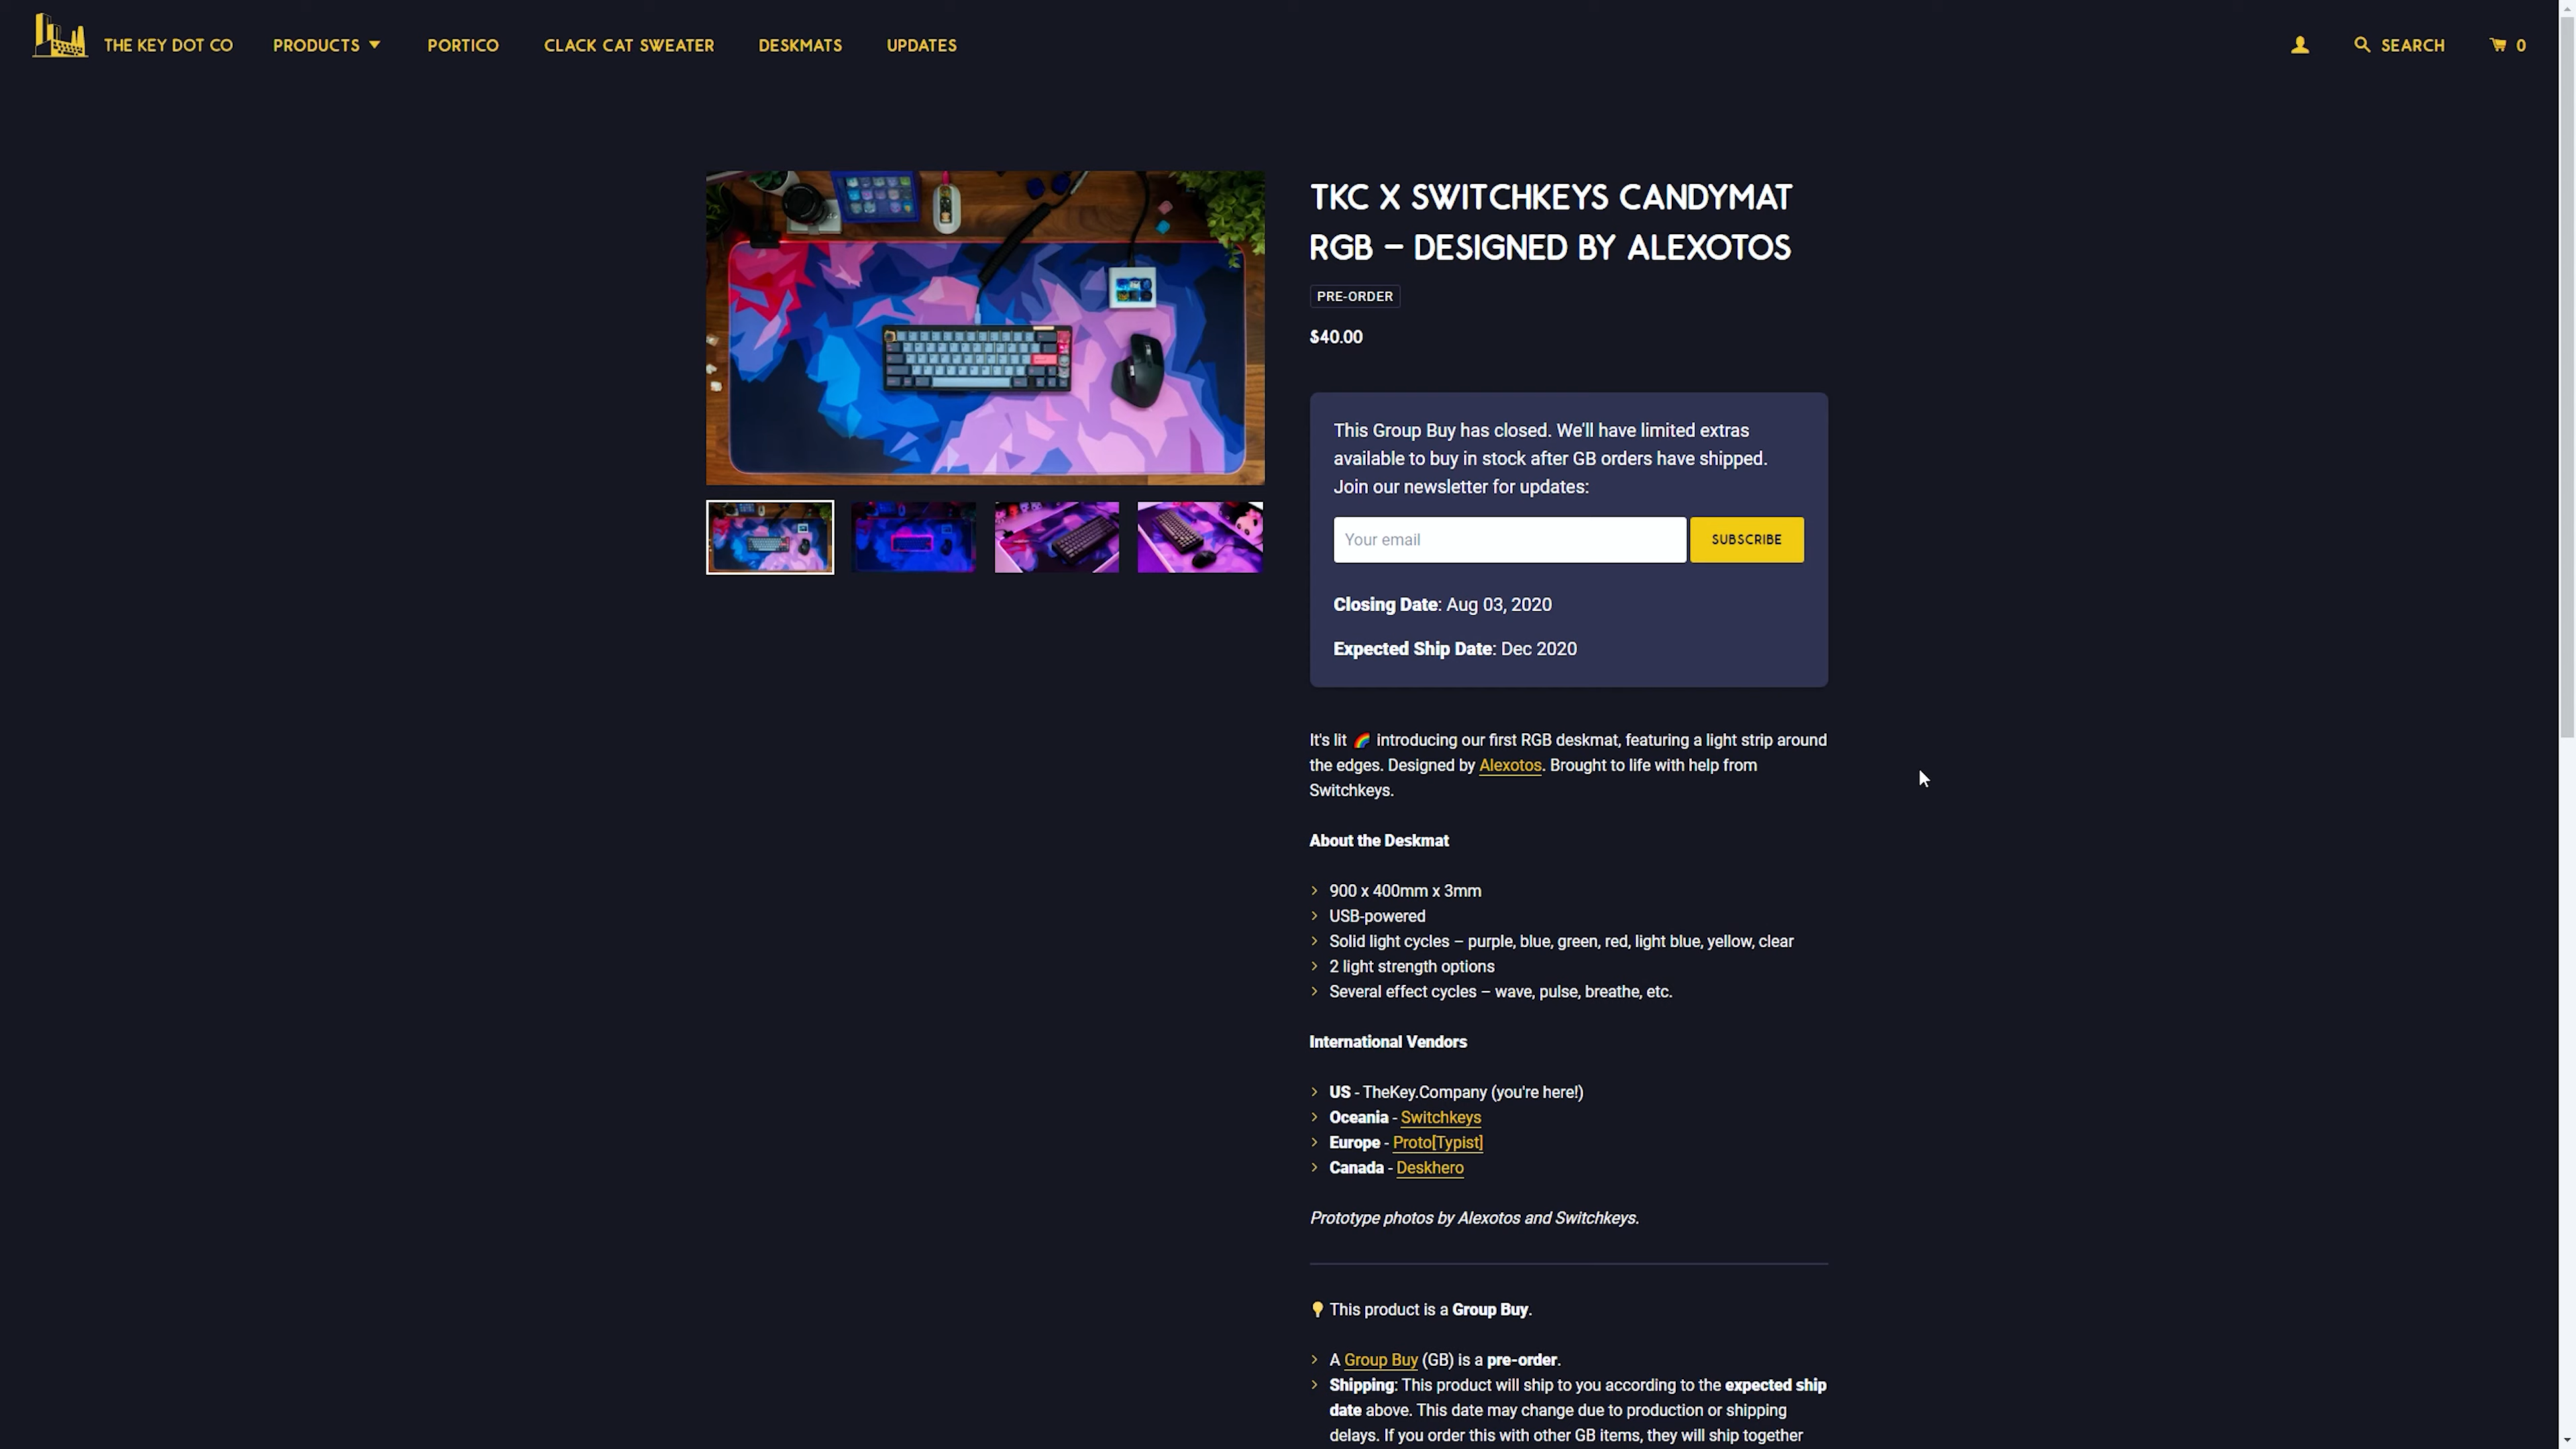 THE KEY DOT CO
PRODUCTS
PORTICO
CLACK CAT SWEATER
DESKMATS
UPDATES
SEARCH
0
TKC X SWITCHKEYS CANDYMAT
RGB – DESIGNED BY ALEXOTOS
PRE-ORDER
$40.00
This Group Buy has closed. We'll have limited extras
available to buy in stock after GB orders have shipped.
Join our newsletter for updates:
Your email
SUBSCRIBE
Closing Date: Aug 03, 2020
Expected Ship Date: Dec 2020
It's lit 🌈 introducing our first RGB deskmat, featuring a light strip around
the edges. Designed by Alexotos. Brought to life with help from
Switchkeys.
About the Deskmat
900 x 400mm x 3mm
USB-powered
Solid light cycles – purple, blue, green, red, light blue, yellow, clear
2 light strength options
Several effect cycles – wave, pulse, breathe, etc.
International Vendors
US - TheKey.Company (you're here!)
Oceania - Switchkeys
Europe - Proto[Typist]
Canada - Deskhero
Prototype photos by Alexotos and Switchkeys.
💡 This product is a Group Buy.
A Group Buy (GB) is a pre-order.
Shipping: This product will ship to you according to the expected ship
date above. This date may change due to production or shipping
delays. If you order this with other GB items, they will ship together